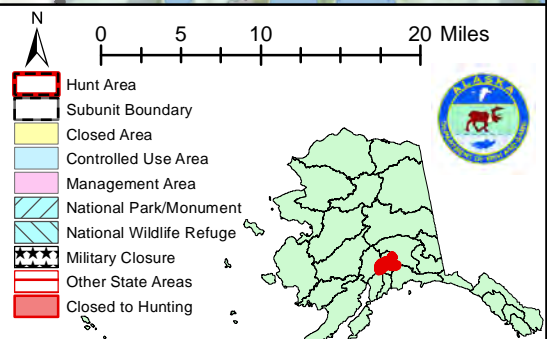 N
0 5 10 20 Miles
Hunt Area
Subunit Boundary
Closed Area
Controlled Use Area
Management Area
National Park/Monument
National Wildlife Refuge
Military Closure
Other State Areas
Closed to Hunting
ALASKA